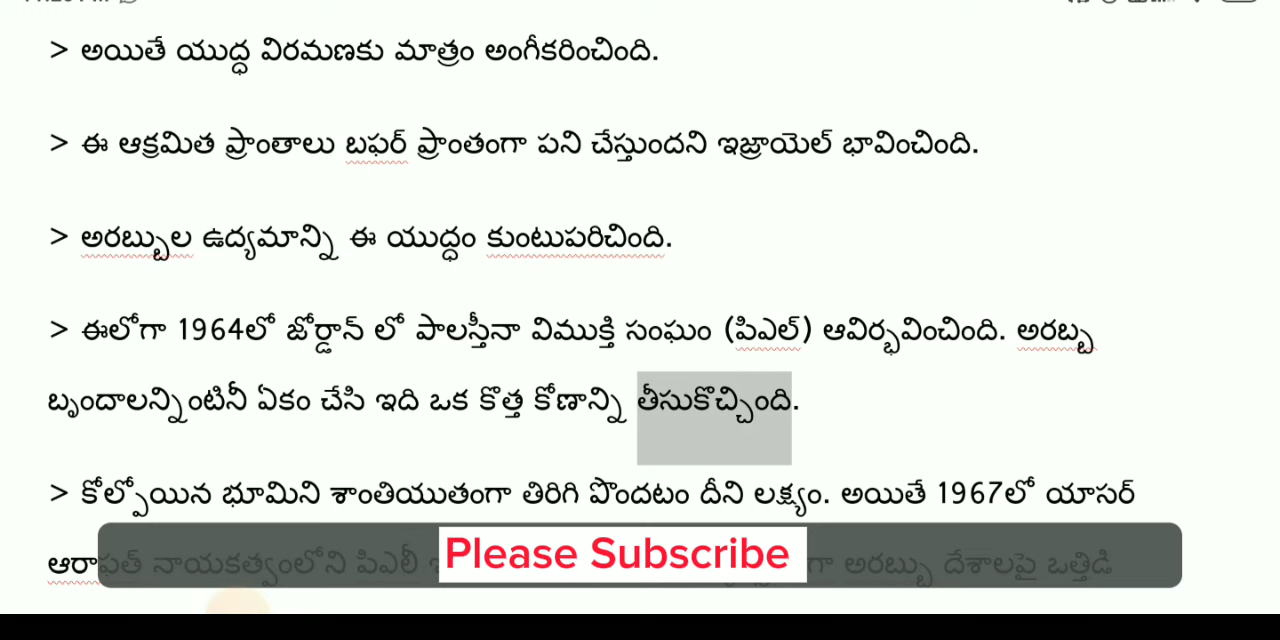 > అయితే యుద్ధ విరమణకు మాత్రం అంగీకరించింది.
> ఈ ఆక్రమిత ప్రాంతాలు బఫర్ ప్రాంతంగా పని చేస్తుందని ఇజ్రాయెల్ భావించింది.
> అరబ్బుల ఉద్యమాన్ని ఈ యుద్ధం కుంటుపరిచింది.
> ఈలోగా 1964లో జోర్డాన్ లో పాలస్తీనా విముక్తి సంఘం (పిఎల్) ఆవిర్భవించింది. అరబ్బ
బృందాలన్నింటినీ ఏకం చేసి ఇది ఒక కొత్త కోణాన్ని తీసుకొచ్చింది.
> కోల్పోయిన భూమిని శాంతియుతంగా తిరిగి పొందటం దీని లక్ష్యం. అయితే 1967లో యాసర్
ఆరాఫత్ నాయకత్వంలోని పిఎలీ అరబ్బు దేశాలపై ఒత్తిడి
Please Subscribe